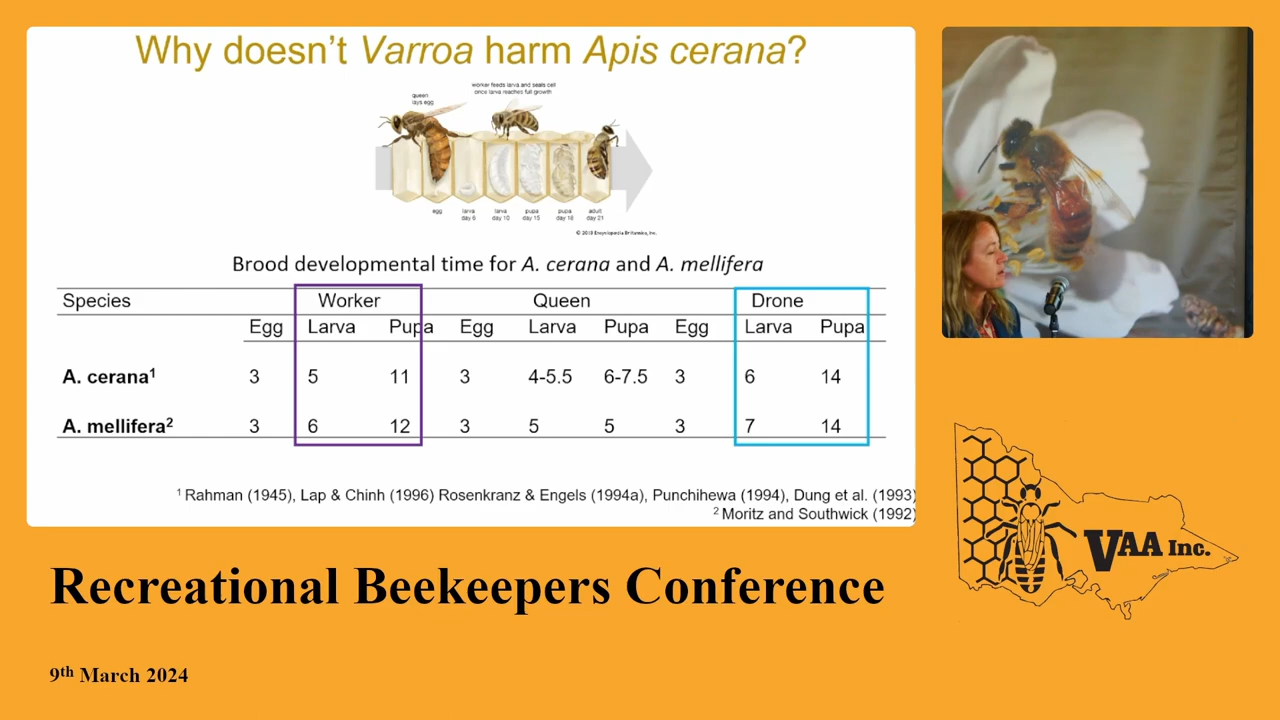 Why doesn't Varroa harm Apis cerana?
queen
lays egg
worker feeds larva and seals cell
once larva reaches full growth
egg
larva
day 6
larva
day 10
pupa
day 15
pupa
day 18
adult
day 21
© 2013 Encyclopædia Britannica, Inc.
Brood developmental time for A. cerana and A. mellifera
Species Worker Queen Drone
Egg Larva Pupa Egg Larva Pupa Egg Larva Pupa
A. cerana¹ 3 5 11 3 4-5.5 6-7.5 3 6 14
A. mellifera² 3 6 12 3 5 5 3 7 14
¹ Rahman (1945), Lap & Chinh (1996) Rosenkranz & Engels (1994a), Punchihewa (1994), Dung et al. (1993)
² Moritz and Southwick (1992)
VAA Inc.
Recreational Beekeepers Conference
9th March 2024